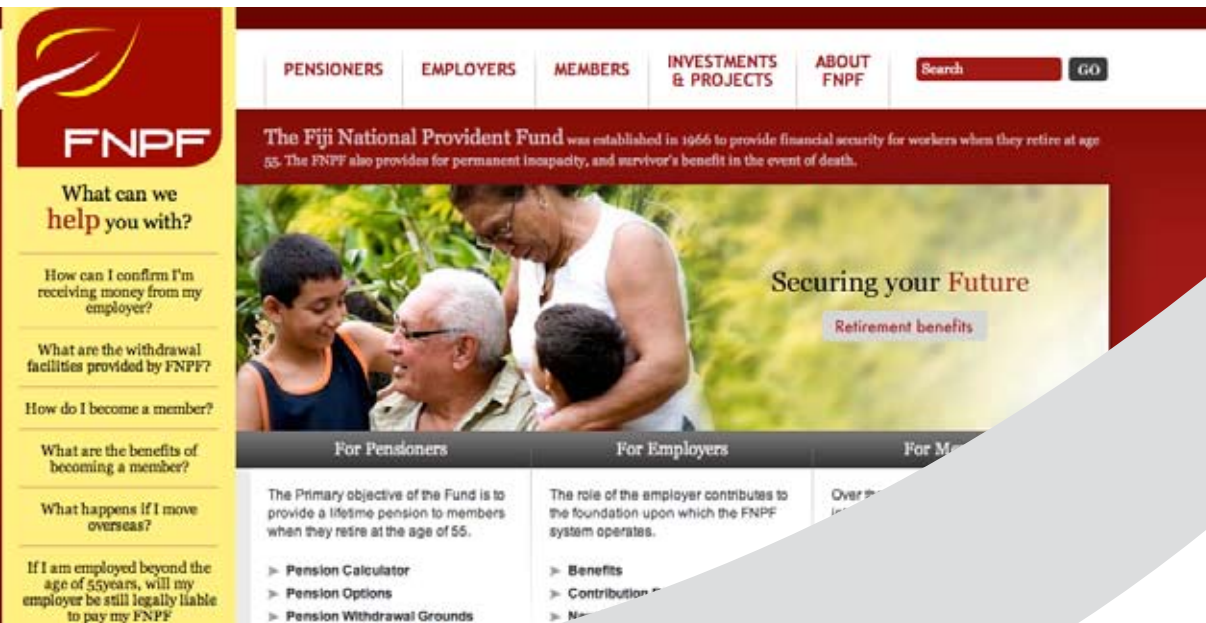 PENSIONERS
EMPLOYERS
MEMBERS
INVESTMENTS
& PROJECTS
ABOUT
FNPF
Search
GO
FNPF
The Fiji National Provident Fund was established in 1966 to provide financial security for workers when they retire at age
55. The FNPF also provides for permanent incapacity, and survivor's benefit in the event of death.
What can we
help you with?
How can I confirm I'm
receiving money from my
employer?
What are the withdrawal
facilities provided by FNPF?
How do I become a member?
What are the benefits of
becoming a member?
What happens if I move
overseas?
If I am employed beyond the
age of 55years, will my
employer be still legally liable
to pay my FNPF
Securing your Future
Retirement benefits
For Pensioners
The Primary objective of the Fund is to
provide a lifetime pension to members
when they retire at the age of 55.
Pension Calculator
Pension Options
Pension Withdrawal Grounds
For Employers
The role of the employer contributes to
the foundation upon which the FNPF
system operates.
Benefits
Contribution
For
Over